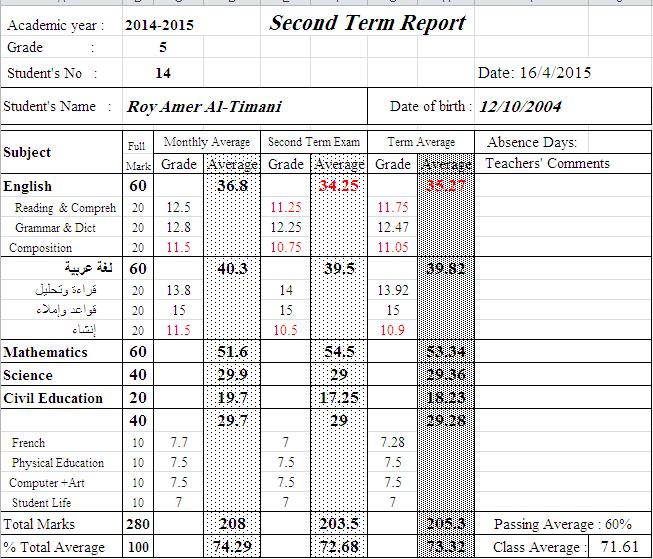 Academic year : 2014-2015 Second Term Report
Grade : 5
Student's No : 14 Date: 16/4/2015
Student's Name : Roy Amer Al-Timani Date of birth : 12/10/2004
Subject Full Mark Monthly Average Second Term Exam Term Average Absence Days:
Grade Average Grade Average Grade Average Teachers' Comments
English 60 36.8 34.25 35.27
Reading & Compreh 20 12.5 11.25 11.75
Grammar & Dict 20 12.8 12.25 12.47
Composition 20 11.5 10.75 11.05
لغة عربية 60 40.3 39.5 39.82
قراءة وتحليل 20 13.8 14 13.92
قواعد وإملاء 20 15 15 15
إنشاء 20 11.5 10.5 10.9
Mathematics 60 51.6 54.5 53.34
Science 40 29.9 29 29.36
Civil Education 20 19.7 17.25 18.23
40 29.7 29 29.28
French 10 7.7 7 7.28
Physical Education 10 7.5 7.5 7.5
Computer +Art 10 7.5 7.5 7.5
Student Life 10 7 7 7
Total Marks 280 208 203.5 205.3 Passing Average : 60%
% Total Average 100 74.29 72.68 73.32 Class Average : 71.61